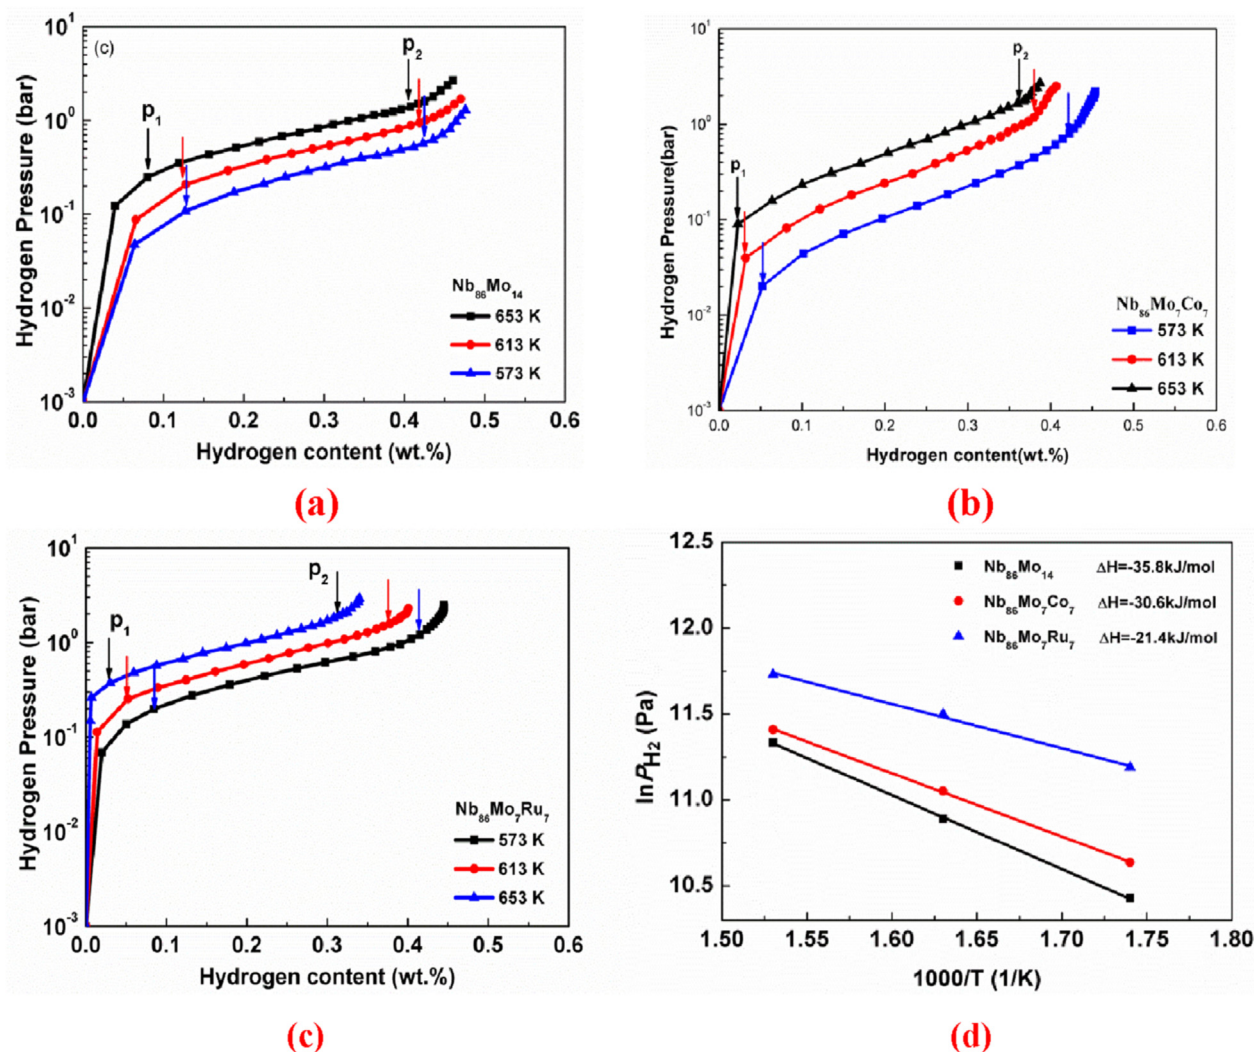 (c)
p₂
p₁
Hydrogen Pressure (bar)
10¹
10⁰
10⁻¹
10⁻²
10⁻³
Nb₈₆Mo₁₄
653 K
613 K
573 K
0.0 0.1 0.2 0.3 0.4 0.5 0.6
Hydrogen content (wt.%)
(a)
p₂
p₁
Hydrogen Pressure(bar)
10¹
10⁰
10⁻¹
10⁻²
10⁻³
Nb₈₆Mo₇Co₇
573 K
613 K
653 K
0.0 0.1 0.2 0.3 0.4 0.5 0.6
Hydrogen content(wt.%)
(b)
p₂
p₁
Hydrogen Pressure (bar)
10¹
10⁰
10⁻¹
10⁻²
10⁻³
Nb₈₆Mo₇Ru₇
573 K
613 K
653 K
0.0 0.1 0.2 0.3 0.4 0.5 0.6
Hydrogen content (wt.%)
(c)
lnP_H2 (Pa)
12.5
12.0
11.5
11.0
10.5
Nb₈₆Mo₁₄ ΔH=-35.8kJ/mol
Nb₈₆Mo₇Co₇ ΔH=-30.6kJ/mol
Nb₈₆Mo₇Ru₇ ΔH=-21.4kJ/mol
1.50 1.55 1.60 1.65 1.70 1.75 1.80
1000/T (1/K)
(d)